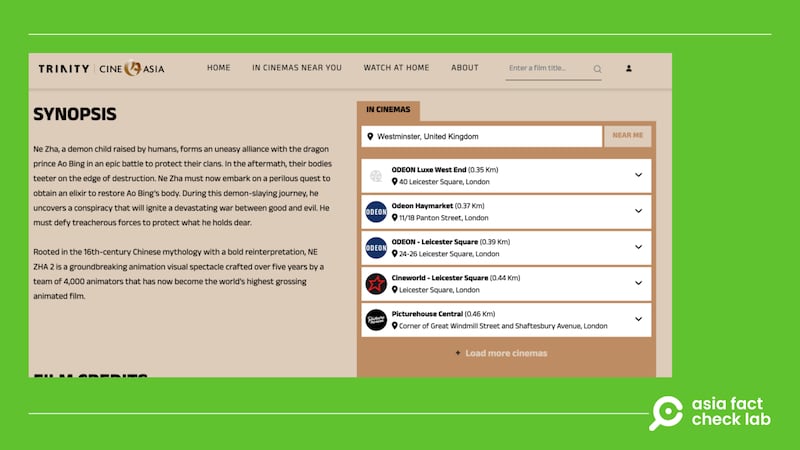 TRINITY | CINE ASIA
HOME
IN CINEMAS NEAR YOU
WATCH AT HOME
ABOUT
Enter a film title...
SYNOPSIS
Ne Zha, a demon child raised by humans, forms an uneasy alliance with the dragon
prince Ao Bing in an epic battle to protect their clans. In the aftermath, their bodies
teeter on the edge of destruction. Ne Zha must now embark on a perilous quest to
obtain an elixir to restore Ao Bing's body. During this demon-slaying journey, he
uncovers a conspiracy that will ignite a devastating war between good and evil. He
must defy treacherous forces to protect what he holds dear.
Rooted in the 16th-century Chinese mythology with a bold reinterpretation, NE
ZHA 2 is a groundbreaking animation visual spectacle crafted over five years by a
team of 4,000 animators that has now become the world's highest grossing
animated film.
FILM CREDITS
IN CINEMAS
Westminster, United Kingdom
NEAR ME
ODEON Luxe West End (0.35 Km)
40 Leicester Square, London
ODEON
Odeon Haymarket (0.37 Km)
11/18 Panton Street, London
ODEON
ODEON - Leicester Square (0.39 Km)
24-26 Leicester Square, London
Cineworld - Leicester Square (0.44 Km)
Leicester Square, London
Picturehouse Central (0.46 Km)
Corner of Great Windmill Street and Shaftesbury Avenue, London
+ Load more cinemas
asia fact
check lab